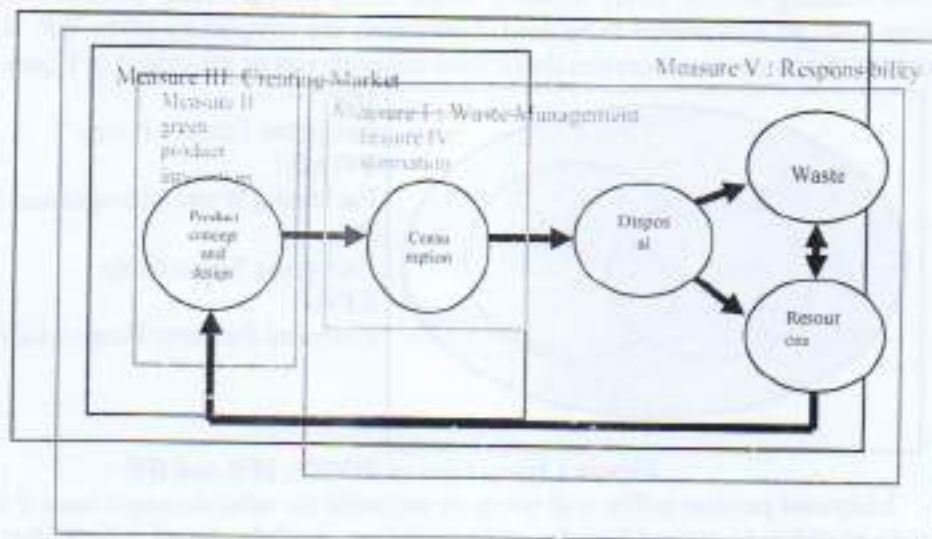 Measure III: Creating Market
Measure V : Responsibility
Measure II
green
product
Measure I : Waste Management
Measure IV
Product
concept
and
design
Consu
mption
Dispos
al
Waste
Resour
ces